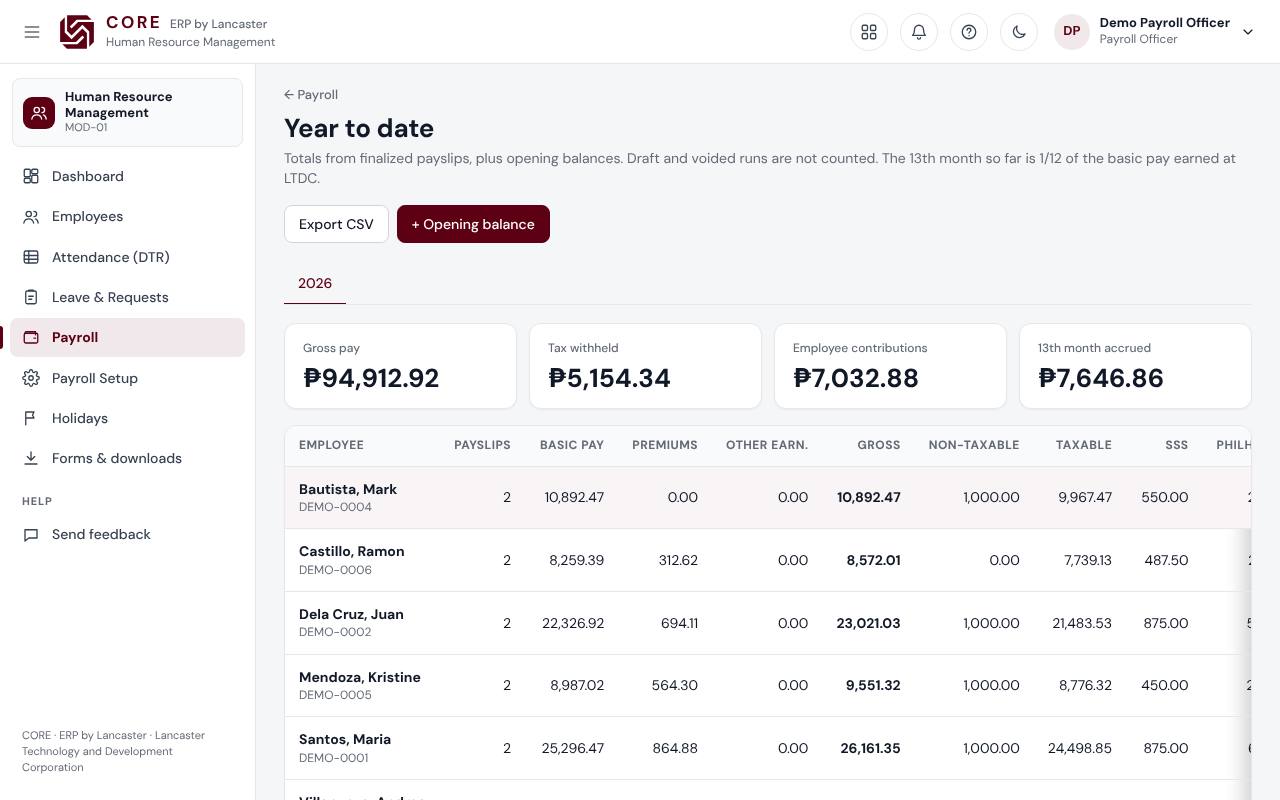 CORE ERP by Lancaster
Human Resource Management
DP
Demo Payroll Officer
Payroll Officer
Human Resource
Management
MOD-01
Dashboard
Employees
Attendance (DTR)
Leave & Requests
Payroll
Payroll Setup
Holidays
Forms & downloads
HELP
Send feedback
CORE · ERP by Lancaster · Lancaster
Technology and Development
Corporation
← Payroll
Year to date
Totals from finalized payslips, plus opening balances. Draft and voided runs are not counted. The 13th month so far is 1/12 of the basic pay earned at
LTDC.
Export CSV
+ Opening balance
2026
Gross pay
₱94,912.92
Tax withheld
₱5,154.34
Employee contributions
₱7,032.88
13th month accrued
₱7,646.86
EMPLOYEE PAYSLIPS BASIC PAY PREMIUMS OTHER EARN. GROSS NON-TAXABLE TAXABLE SSS PHILH
Bautista, Mark
DEMO-0004
2 10,892.47 0.00 0.00 10,892.47 1,000.00 9,967.47 550.00
Castillo, Ramon
DEMO-0006
2 8,259.39 312.62 0.00 8,572.01 0.00 7,739.13 487.50
Dela Cruz, Juan
DEMO-0002
2 22,326.92 694.11 0.00 23,021.03 1,000.00 21,483.53 875.00
Mendoza, Kristine
DEMO-0005
2 8,987.02 564.30 0.00 9,551.32 1,000.00 8,776.32 450.00
Santos, Maria
DEMO-0001
2 25,296.47 864.88 0.00 26,161.35 1,000.00 24,498.85 875.00